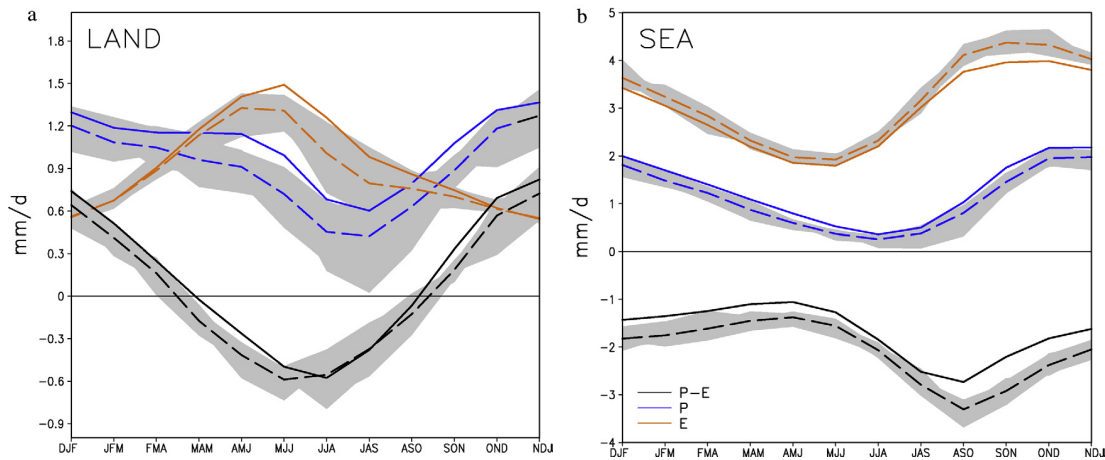 a
LAND
mm/d
1.8
1.5
1.2
0.9
0.6
0.3
0
−0.3
−0.6
−0.9
DJF JFM FMA MAM AMJ MJJ JJA JAS ASO SON OND NDJ
b
SEA
mm/d
5
4
3
2
1
0
−1
−2
−3
−4
P−E
P
E
DJF JFM FMA MAM AMJ MJJ JJA JAS ASO SON OND NDJ